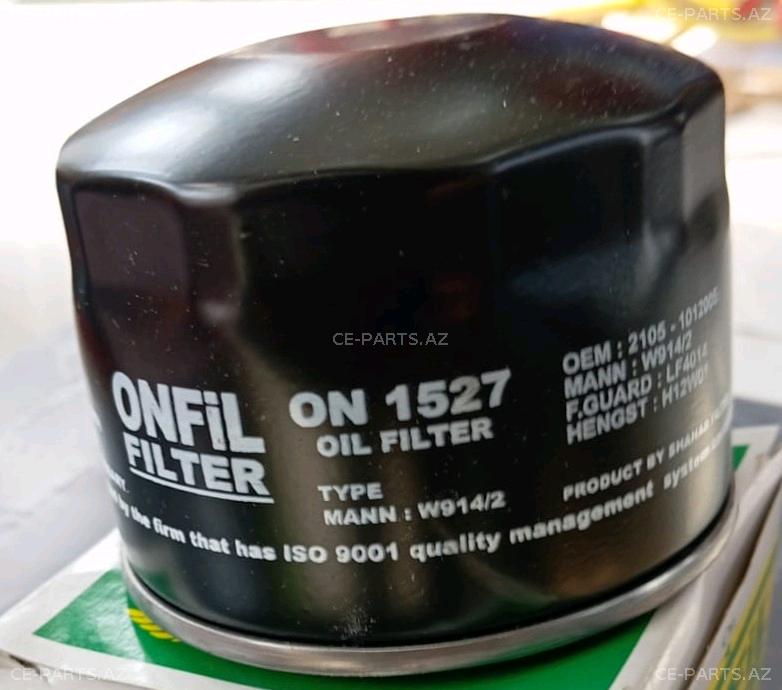 CE-PARTS.AZ
CE-PARTS.AZ
ONFiL
FILTER
ON 1527
OIL FILTER
TYPE
MANN : W914/2
OEM : 2105 - 1012005
MANN : W914/2
F.GUARD : LF4014
HENGST : H12W01
PRODUCT BY SHAHAB
by the firm that has ISO 9001 quality management system
CE-PARTS.AZ
CE-PARTS.AZ